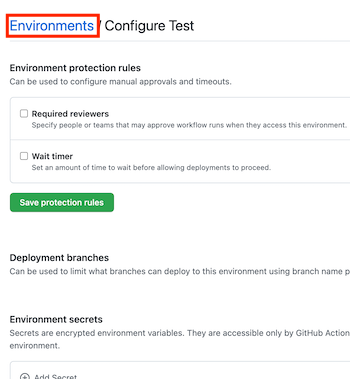 Environments / Configure Test
Environment protection rules
Can be used to configure manual approvals and timeouts.
Required reviewers
Specify people or teams that may approve workflow runs when they access this environment.
Wait timer
Set an amount of time to wait before allowing deployments to proceed.
Save protection rules
Deployment branches
Can be used to limit what branches can deploy to this environment using branch name p
Environment secrets
Secrets are encrypted environment variables. They are accessible only by GitHub Action
environment.
Add Secret